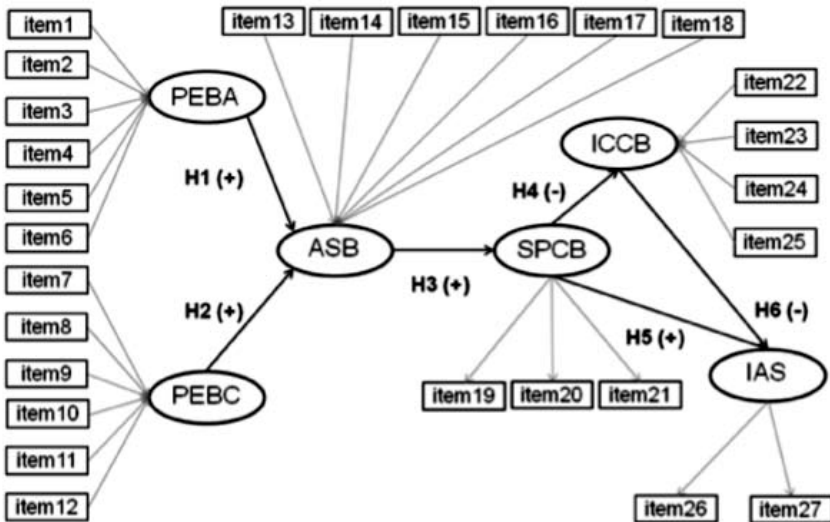 item1
item2
item3
item4
item5
item6
item7
item8
item9
item10
item11
item12
item13
item14
item15
item16
item17
item18
PEBA
H1 (+)
H2 (+)
PEBC
ASB
H3 (+)
SPCB
H4 (-)
ICCB
item22
item23
item24
item25
H5 (+)
H6 (-)
IAS
item19
item20
item21
item26
item27